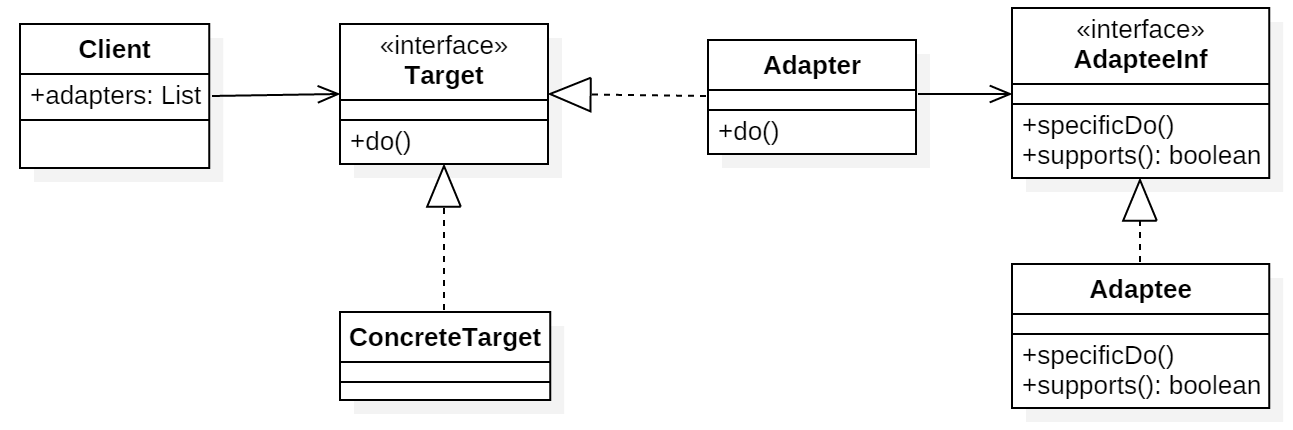 Client
+adapters: List
«interface»
Target
+do()
ConcreteTarget
Adapter
+do()
«interface»
AdapteeInf
+specificDo()
+supports(): boolean
Adaptee
+specificDo()
+supports(): boolean